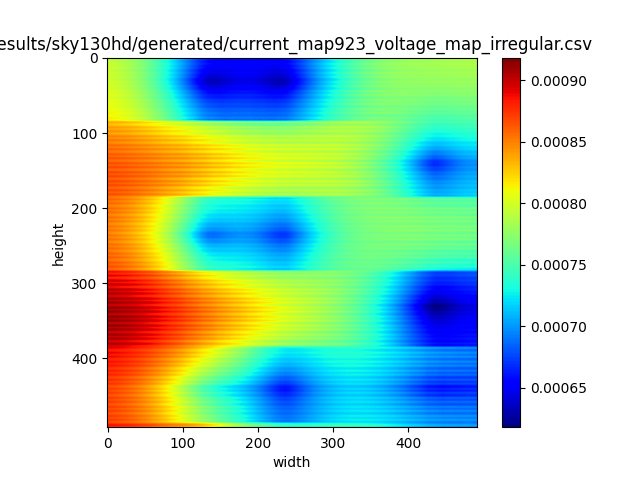 esults/sky130hd/generated/current_map923_voltage_map_irregular.csv
0
100
200
300
400
height
0 100 200 300 400
width
0.00090
0.00085
0.00080
0.00075
0.00070
0.00065